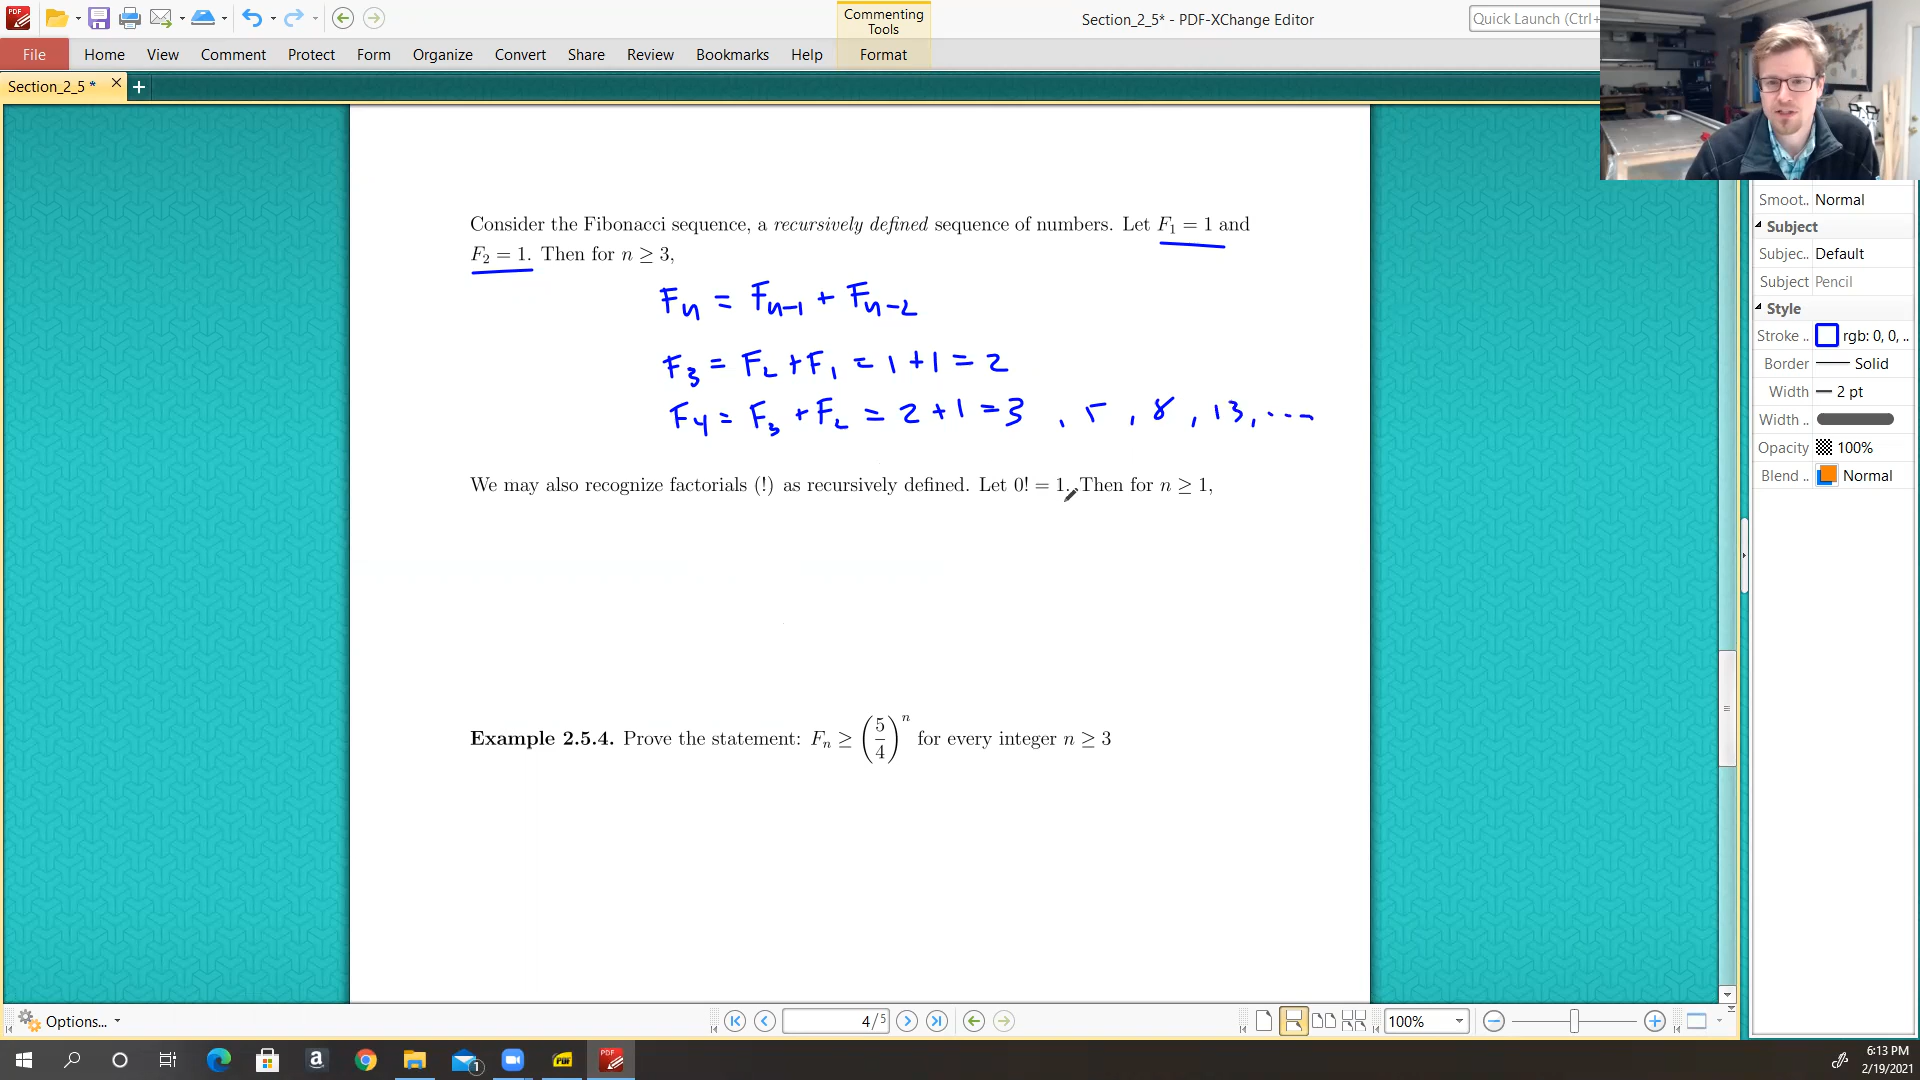 Commenting Tools
Section_2_5* - PDF-XChange Editor
Quick Launch (Ctrl+
File Home View Comment Protect Form Organize Convert Share Review Bookmarks Help Format
Section_2_5 *
Consider the Fibonacci sequence, a recursively defined sequence of numbers. Let F₁ = 1 and
F₂ = 1. Then for n ≥ 3,
Fₙ = Fₙ₋₁ + Fₙ₋₂
F₃ = F₂ + F₁ = 1 + 1 = 2
F₄ = F₃ + F₂ = 2 + 1 = 3 , 5 , 8 , 13, ...
We may also recognize factorials (!) as recursively defined. Let 0! = 1. Then for n ≥ 1,
Example 2.5.4. Prove the statement: Fₙ ≥ (5/4)ⁿ for every integer n ≥ 3
Smoot.. Normal
Subject
Subjec.. Default
Subject Pencil
Style
Stroke .. rgb: 0, 0, ..
Border Solid
Width 2 pt
Width ..
Opacity 100%
Blend .. Normal
Options...
4/5
100%
PDF
1
6:13 PM
2/19/2021